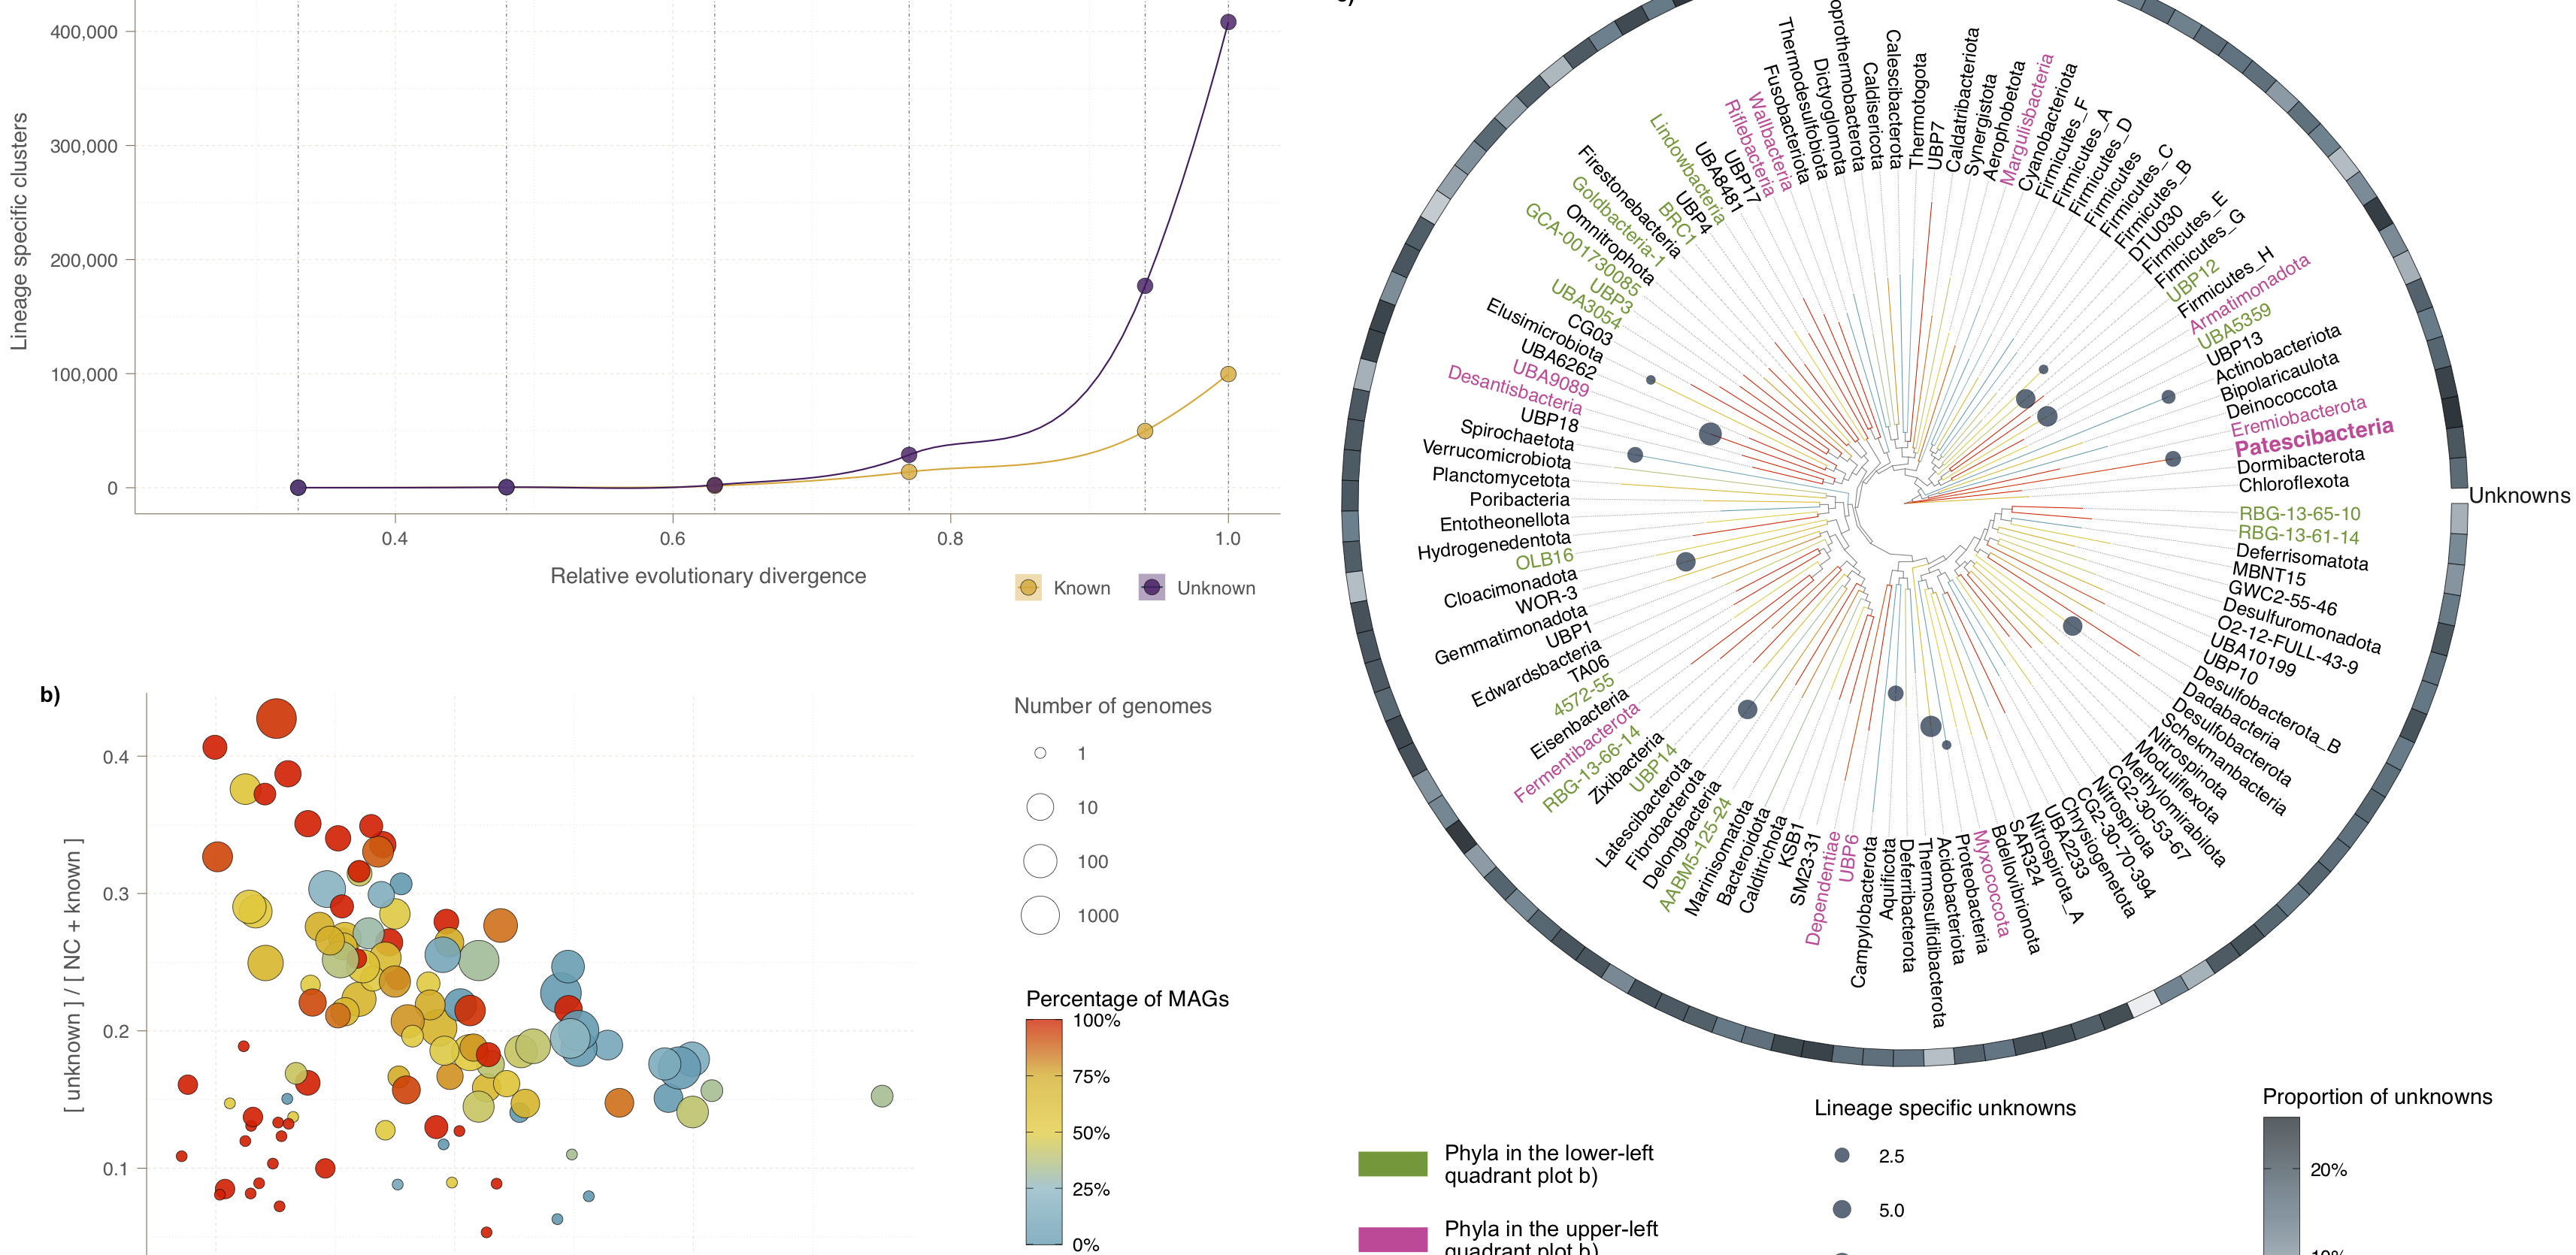 400,000
300,000
200,000
100,000
0
Lineage specific clusters
0.4
0.6
0.8
1.0
Relative evolutionary divergence
Known
Unknown
b)
0.4
0.3
0.2
0.1
[ unknown ] / [ NC + known ]
Number of genomes
1
10
100
1000
Percentage of MAGs
100%
75%
50%
25%
0%
Desantisbacteria
UBA9089
UBA6262
Elusimicrobiota
CG03
UBA3054
UBP3
GCA-001730085
Omnitrophota
Goldbacteria-1
Firestonebacteria
BRC1
UBP4
Lindowbacteria
UBA8481
UBP17
Riflebacteria
Wallbacteria
Fusobacteriota
Thermodesulfobiota
Dictyoglomota
oprothermobacterota
Caldisericota
Calescibacterota
Thermotogota
UBP7
Caldatribacteriota
Synergistota
Aerophobetota
Margulisbacteria
Cyanobacteriota
Firmicutes_F
Firmicutes_A
Firmicutes_D
Firmicutes
Firmicutes_C
Firmicutes_B
DTU030
Firmicutes_E
Firmicutes_G
UBP12
Firmicutes_H
Armatimonadota
UBA5359
UBP13
Actinobacteriota
Bipolaricaulota
Deinococcota
Eremiobacterota
Patescibacteria
Dormibacterota
Chloroflexota
Unknowns
RBG-13-65-10
RBG-13-61-14
Deferrisomatota
MBNT15
GWC2-55-46
Desulfuromonadota
O2-12-FULL-43-9
UBA10199
UBP10
Desulfobacterota_B
Dadabacteria
Desulfobacterota
Schekmanbacteria
Nitrospinota
Moduliflexota
Methylomirabilota
CG2-30-53-67
Nitrospirota
CG2-30-70-394
Chrysiogenetota
UBA2233
Nitrospirota_A
SAR324
Bdellovibrionota
Myxococcota
Proteobacteria
Acidobacteriota
Thermosulfidibacterota
Deferribacterota
Aquificota
Campylobacterota
UBP6
Dependentiae
SM23-31
KSB1
Calditrichota
Bacteroidota
Marinisomatota
AABM5-125-24
Delongbacteria
Fibrobacterota
Latescibacterota
UBP14
Zixibacteria
RBG-13-66-14
Fermentibacterota
Eisenbacteria
4572-55
TA06
Edwardsbacteria
UBP1
Gemmatimonadota
WOR-3
Cloacimonadota
OLB16
Hydrogenedentota
Entotheonellota
Poribacteria
Planctomycetota
Verrucomicrobiota
Spirochaetota
UBP18
Phyla in the lower-left
quadrant plot b)
Phyla in the upper-left
quadrant plot b)
Lineage specific unknowns
2.5
5.0
Proportion of unknowns
20%
10%